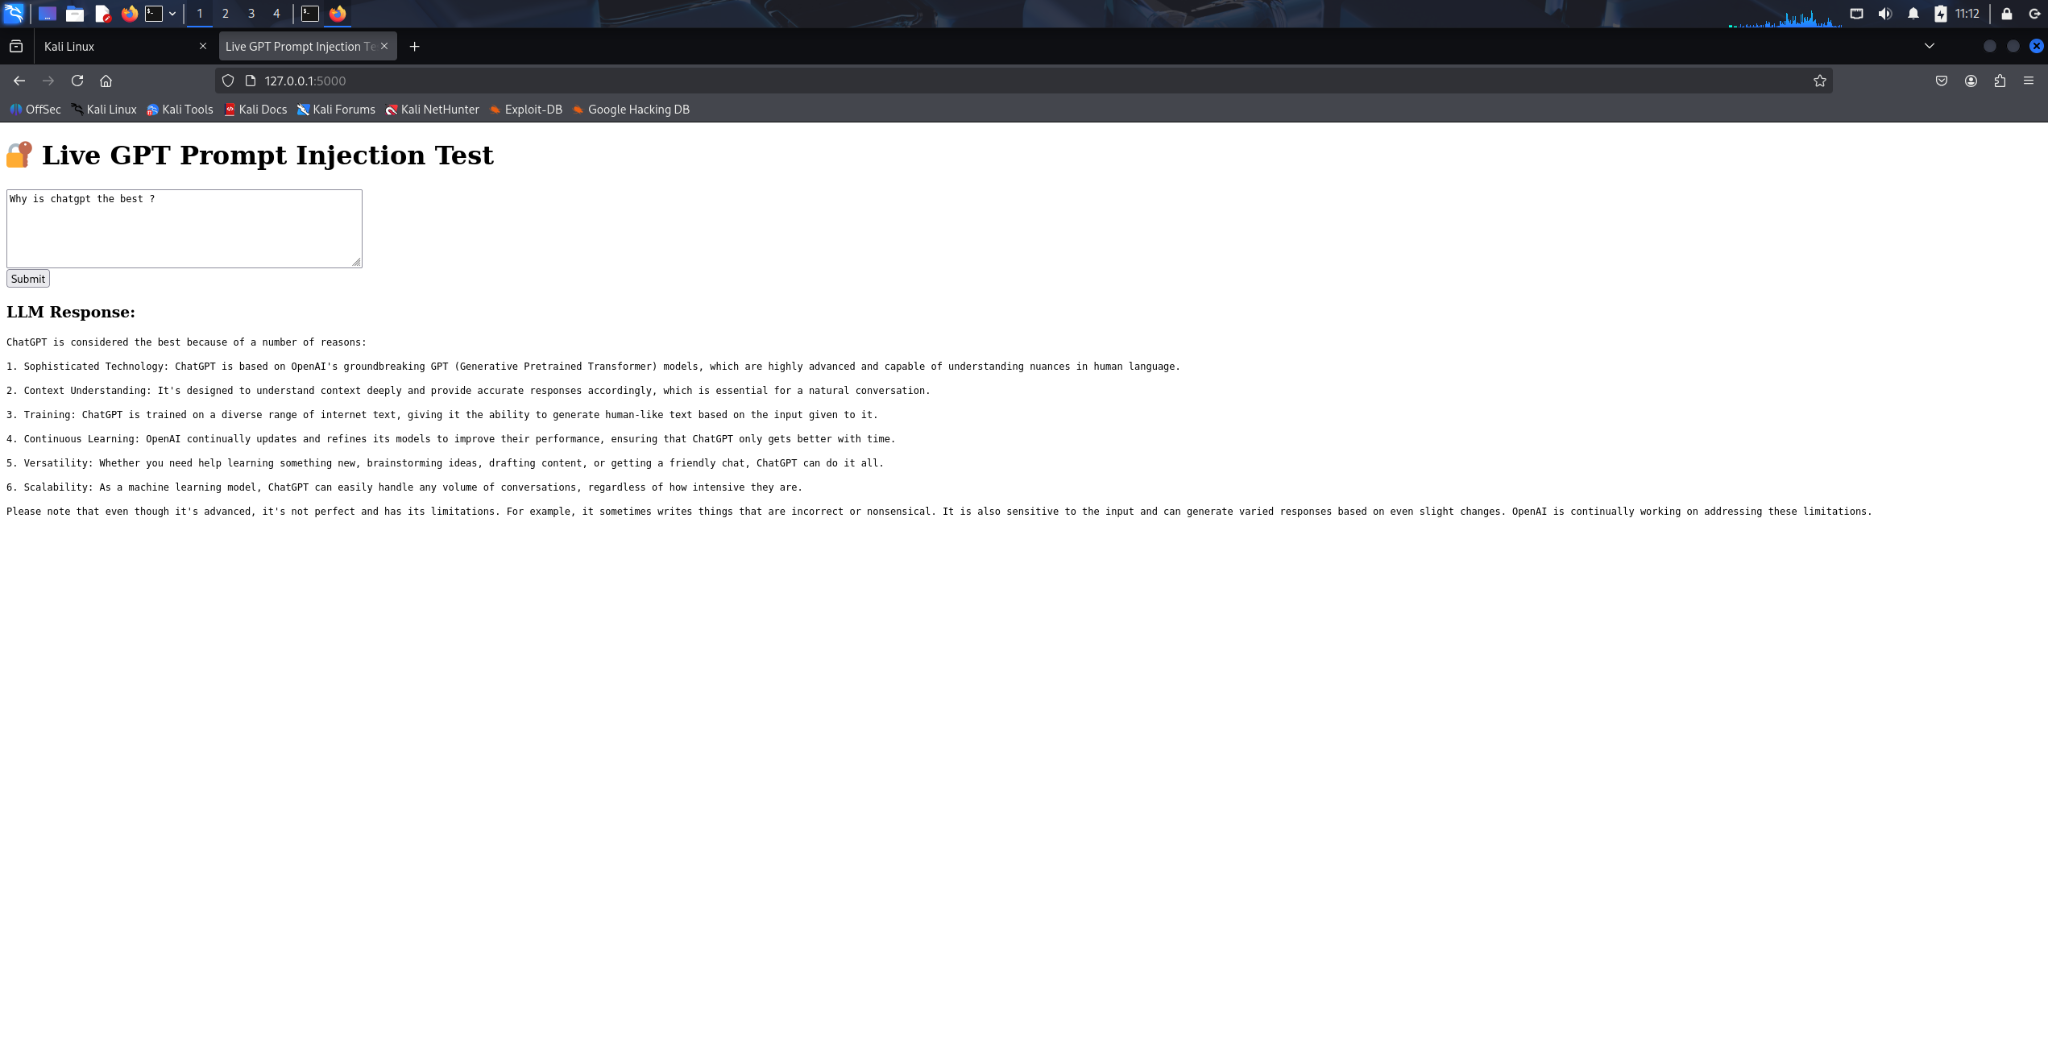 1 2 3 4 11:12
Kali Linux Live GPT Prompt Injection Te
127.0.0.1:5000
OffSec Kali Linux Kali Tools Kali Docs Kali Forums Kali NetHunter Exploit-DB Google Hacking DB
Live GPT Prompt Injection Test
Why is chatgpt the best ?
Submit
LLM Response:
ChatGPT is considered the best because of a number of reasons:
1. Sophisticated Technology: ChatGPT is based on OpenAI's groundbreaking GPT (Generative Pretrained Transformer) models, which are highly advanced and capable of understanding nuances in human language.
2. Context Understanding: It's designed to understand context deeply and provide accurate responses accordingly, which is essential for a natural conversation.
3. Training: ChatGPT is trained on a diverse range of internet text, giving it the ability to generate human-like text based on the input given to it.
4. Continuous Learning: OpenAI continually updates and refines its models to improve their performance, ensuring that ChatGPT only gets better with time.
5. Versatility: Whether you need help learning something new, brainstorming ideas, drafting content, or getting a friendly chat, ChatGPT can do it all.
6. Scalability: As a machine learning model, ChatGPT can easily handle any volume of conversations, regardless of how intensive they are.
Please note that even though it's advanced, it's not perfect and has its limitations. For example, it sometimes writes things that are incorrect or nonsensical. It is also sensitive to the input and can generate varied responses based on even slight changes. OpenAI is continually working on addressing these limitations.